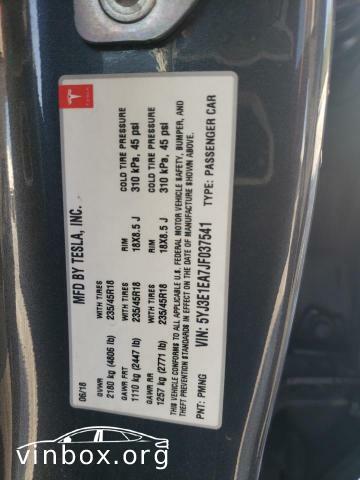 TESLA
MFD BY TESLA, INC.
06/18
GVWR WITH TIRES RIM COLD TIRE PRESSURE
2180 kg (4806 lb) 235/45R18 18X8.5 J 310 kPa, 45 psi
GAWR FRT WITH TIRES RIM COLD TIRE PRESSURE
1110 kg (2447 lb) 235/45R18 18X8.5 J 310 kPa, 45 psi
GAWR RR
1257 kg (2771 lb) 235/45R18
THIS VEHICLE CONFORMS TO ALL APPLICABLE U.S. FEDERAL MOTOR VEHICLE SAFETY, BUMPER, AND
THEFT PREVENTION STANDARDS IN EFFECT ON THE DATE OF MANUFACTURE SHOWN ABOVE.
VIN: 5YJ3E1EA7JF037541 TYPE: PASSENGER CAR
PNT: PMNG
vinbox.org